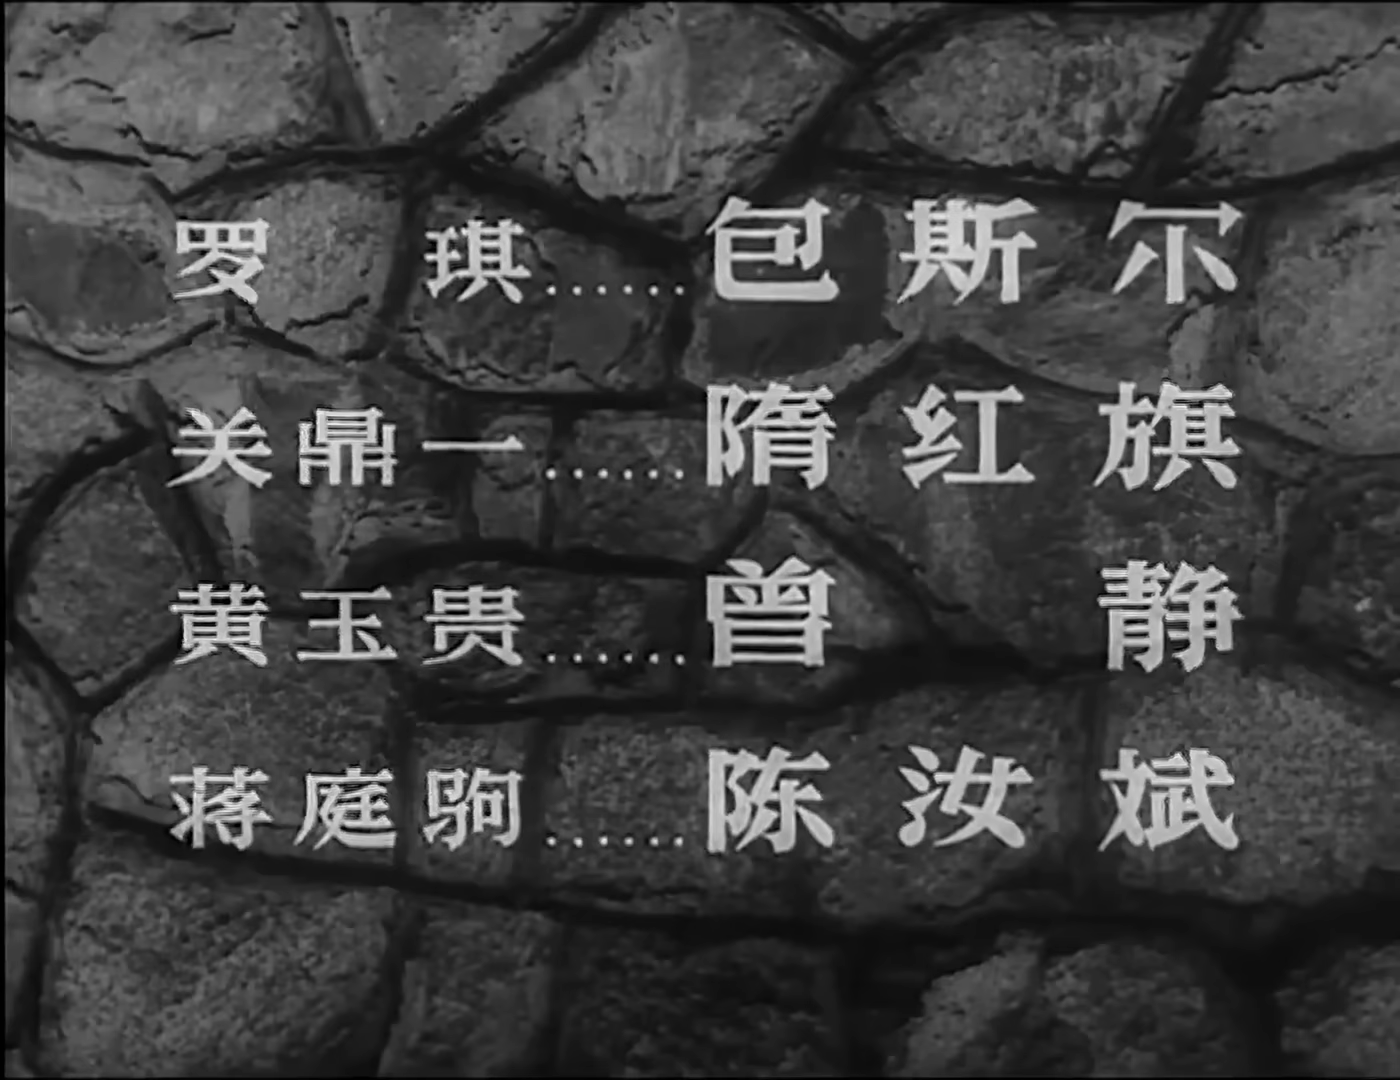 罗 琪……包斯尔
关鼎一……隋红旗
黄玉贵……曾 静
蒋庭驹……陈汝斌